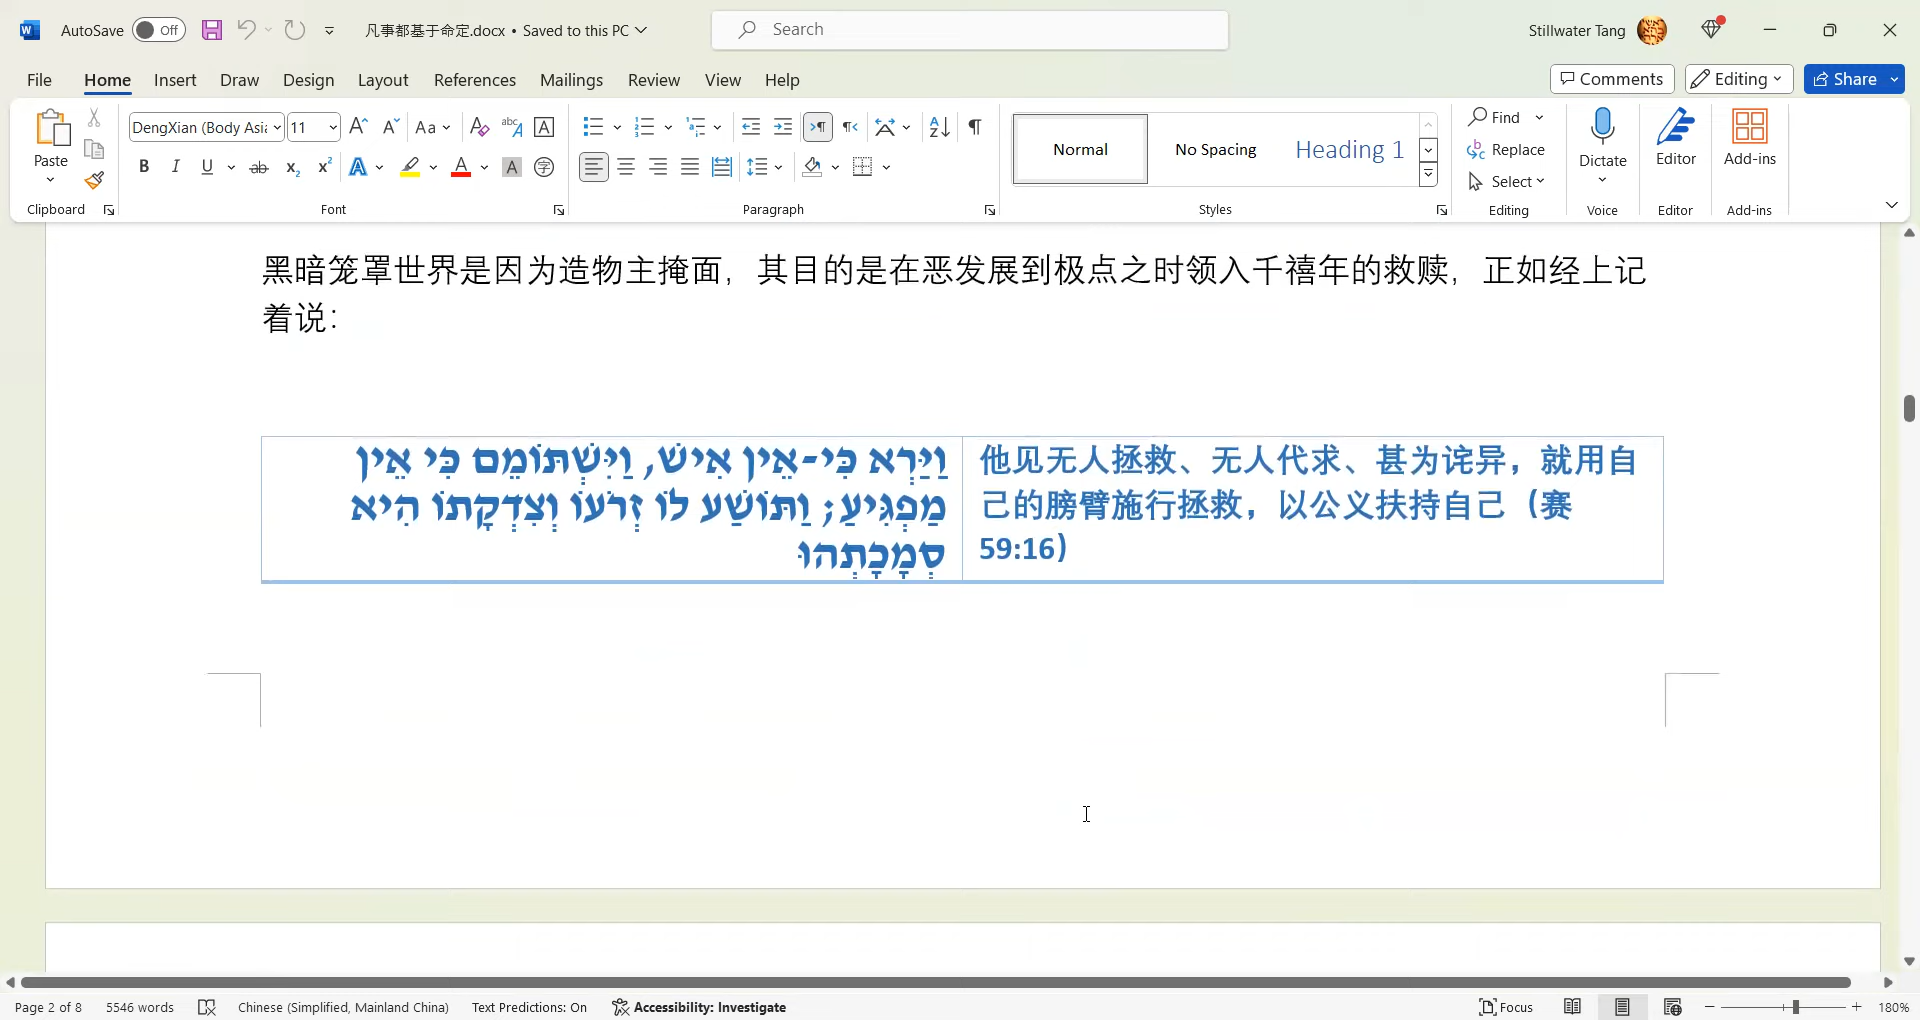 AutoSave Off 凡事都基于命定.docx • Saved to this PC Search Stillwater Tang
File Home Insert Draw Design Layout References Mailings Review View Help Comments Editing Share
Paste
Clipboard
DengXian (Body Asia 11
Font
Paragraph
Normal No Spacing Heading 1
Styles
Find
Replace
Select
Editing
Dictate
Voice
Editor
Editor
Add-ins
Add-ins
黑暗笼罩世界是因为造物主掩面，其目的是在恶发展到极点之时领入千禧年的救赎，正如经上记
着说：
וַיַּרְא כִּי-אֵין אִישׁ, וַיִּשְׁתּוֹמֵם כִּי אֵין
מַפְגִּיעַ; וַתּוֹשַׁע לוֹ זְרֹעוֹ וְצִדְקָתוֹ הִיא
סְמָכָתְהוּ
他见无人拯救、无人代求、甚为诧异，就用自
己的膀臂施行拯救，以公义扶持自己（赛
59:16）
Page 2 of 8 5546 words Chinese (Simplified, Mainland China) Text Predictions: On Accessibility: Investigate Focus 180%